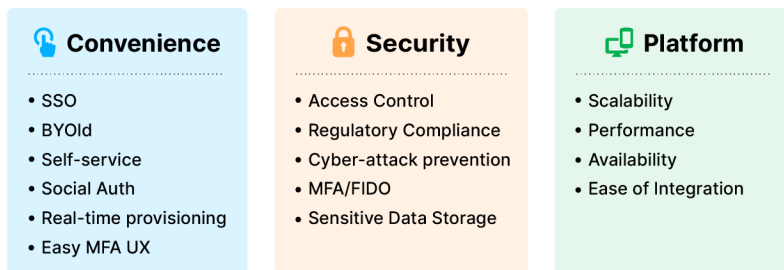 Convenience
• SSO
• BYOId
• Self-service
• Social Auth
• Real-time provisioning
• Easy MFA UX
Security
• Access Control
• Regulatory Compliance
• Cyber-attack prevention
• MFA/FIDO
• Sensitive Data Storage
Platform
• Scalability
• Performance
• Availability
• Ease of Integration